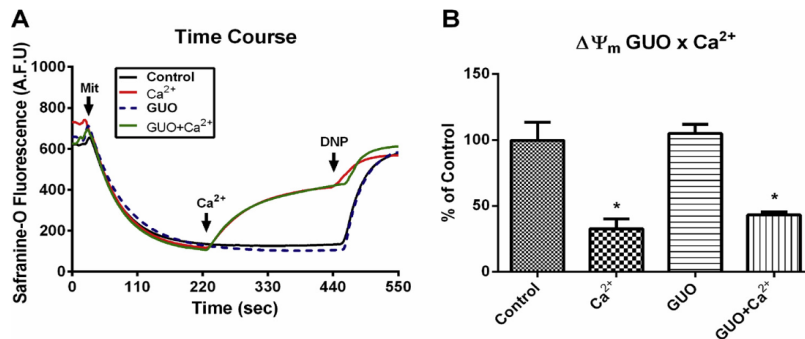 A
Time Course
Safranine-O Fluorescence (A.F.U)
1000
800
600
400
200
0
Mit
Control
Ca²⁺
GUO
GUO+Ca²⁺
Ca²⁺
DNP
0
110
220
330
440
550
Time (sec)
B
ΔΨₘ GUO x Ca²⁺
% of Control
150
100
50
0
*
*
Control
Ca²⁺
GUO
GUO+Ca²⁺